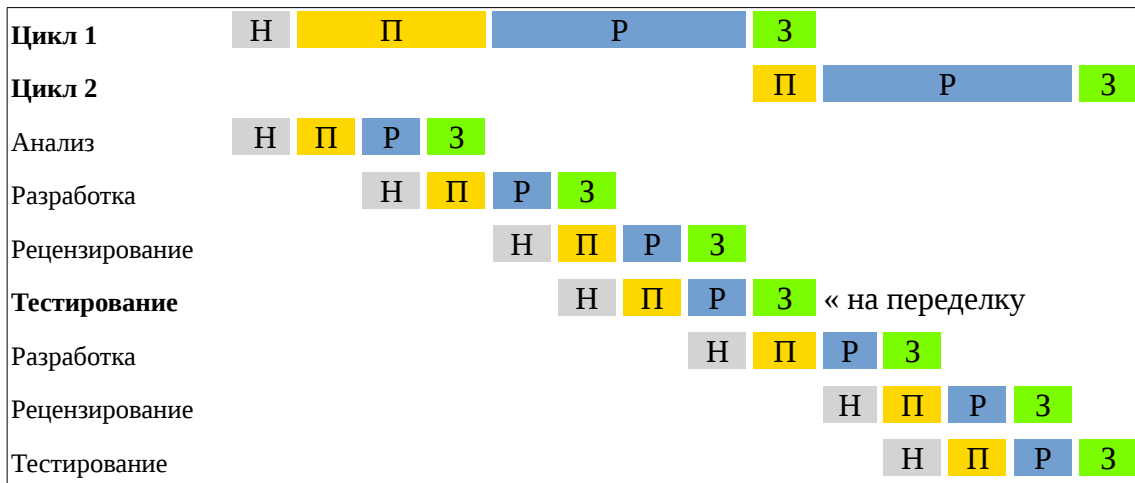 Цикл 1 Н П Р З
Цикл 2 П Р З
Анализ Н П Р З
Разработка Н П Р З
Рецензирование Н П Р З
Тестирование Н П Р З « на переделку
Разработка Н П Р З
Рецензирование Н П Р З
Тестирование Н П Р З